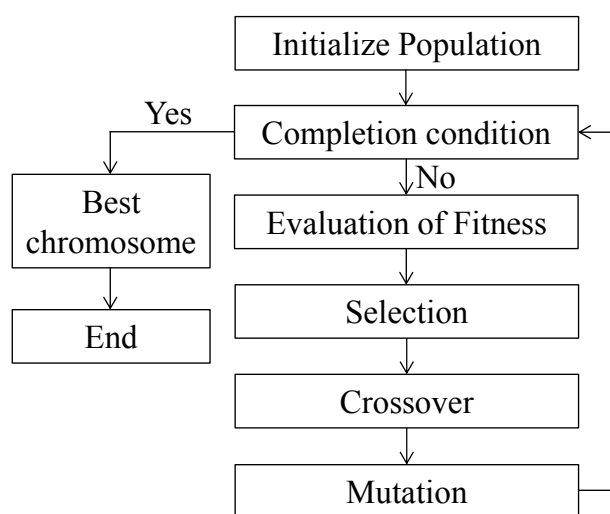 Initialize Population
Yes
Completion condition
No
Best
chromosome
Evaluation of Fitness
End
Selection
Crossover
Mutation